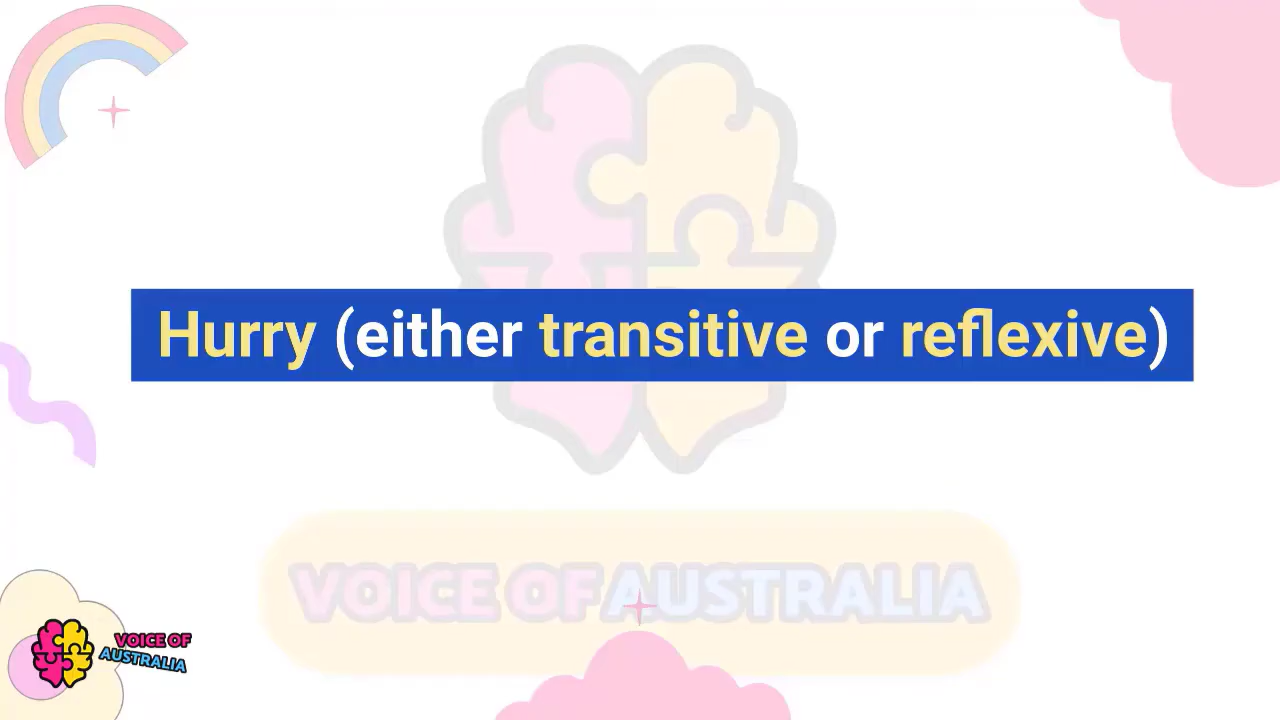 Hurry (either transitive or reflexive)
VOICE OF AUSTRALIA
VOICE OF
AUSTRALIA